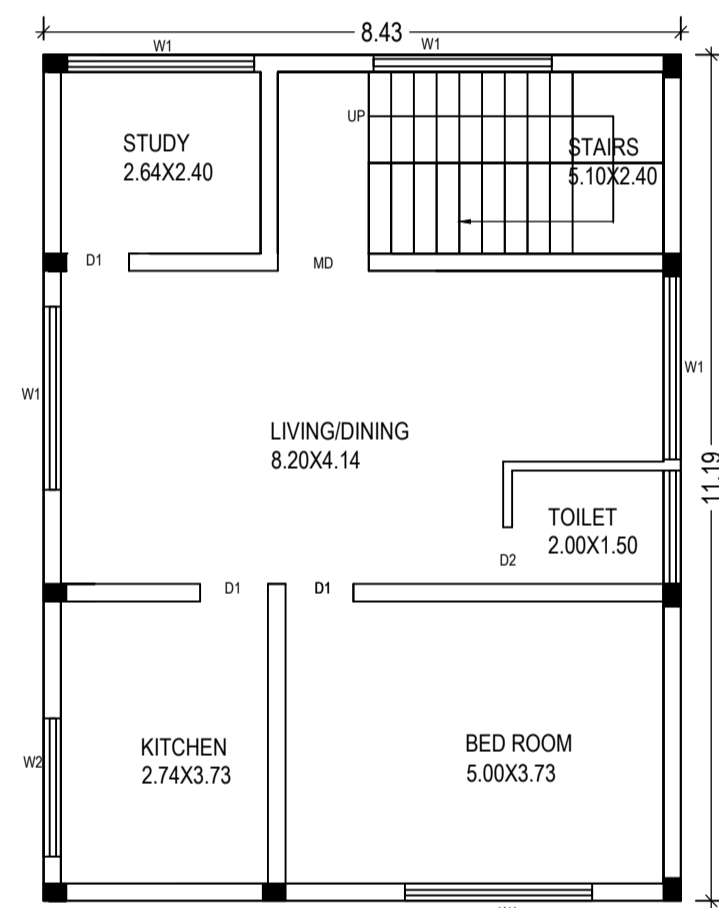 8.43
W1
W1
UP
STUDY
2.64X2.40
STAIRS
5.10X2.40
D1
MD
W1
W1
LIVING/DINING
8.20X4.14
11.19
TOILET
2.00X1.50
D2
D1
D1
KITCHEN
2.74X3.73
BED ROOM
5.00X3.73
W2